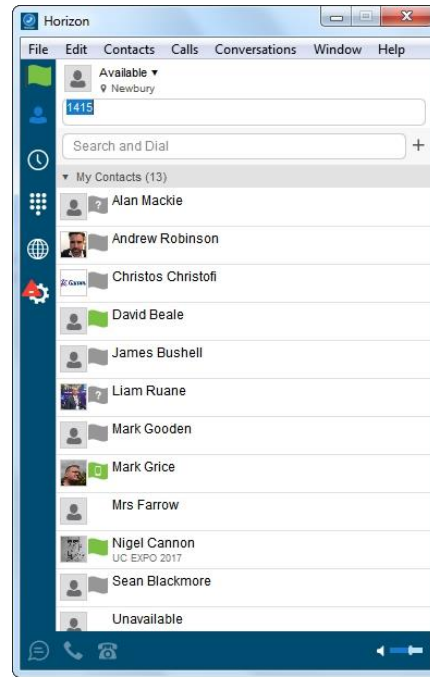 Horizon
File Edit Contacts Calls Conversations Window Help
Available ▾
Newbury
1415
Search and Dial +
▾ My Contacts (13)
? Alan Mackie
Andrew Robinson
Gamma Christos Christofi
David Beale
James Bushell
? Liam Ruane
Mark Gooden
Mark Grice
Mrs Farrow
Nigel Cannon
UC EXPO 2017
Sean Blackmore
Unavailable